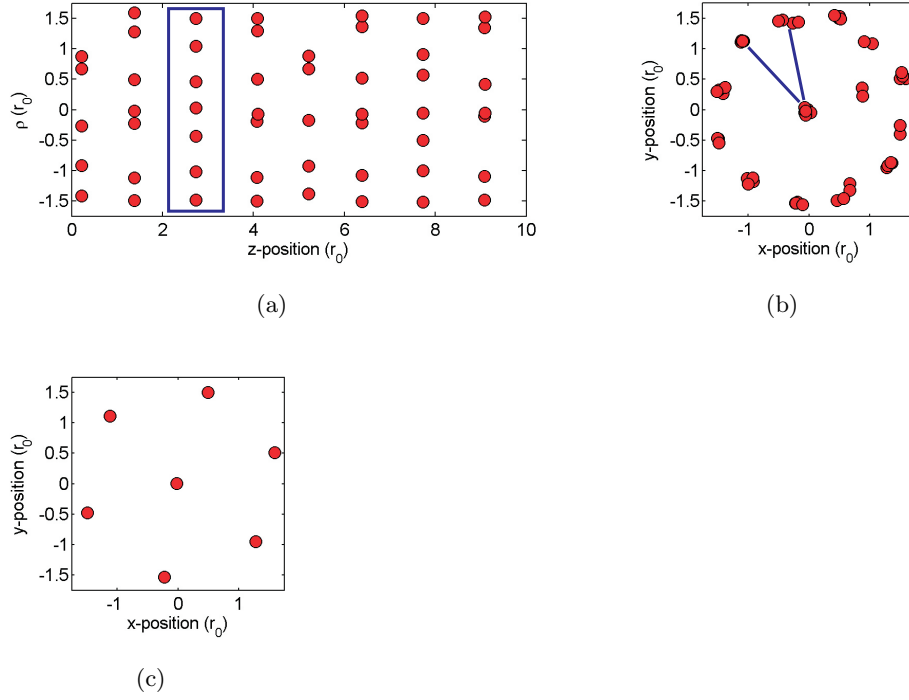 1.5
1
0.5
0
-0.5
-1
-1.5
ρ (r₀)
0 2 4 6 8 10
z-position (r₀)
(a)
1.5
1
0.5
0
-0.5
-1
-1.5
y-position (r₀)
-1 0 1
x-position (r₀)
(b)
1.5
1
0.5
0
-0.5
-1
-1.5
y-position (r₀)
-1 0 1
x-position (r₀)
(c)